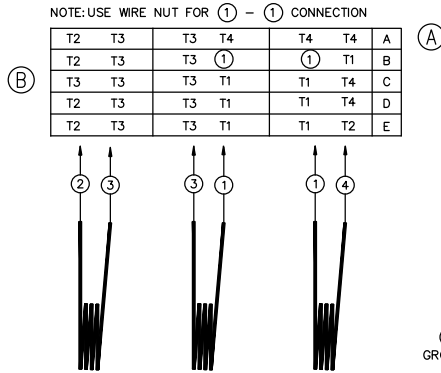 NOTE: USE WIRE NUT FOR ① – ① CONNECTION
Ⓐ
T2 T3 T3 T4 T4 T4 A
T2 T3 T3 ① ① T1 B
Ⓑ
T3 T3 T3 T1 T1 T4 C
T2 T3 T3 T1 T1 T4 D
T2 T3 T3 T1 T1 T2 E
② ③ ③ ① ① ④